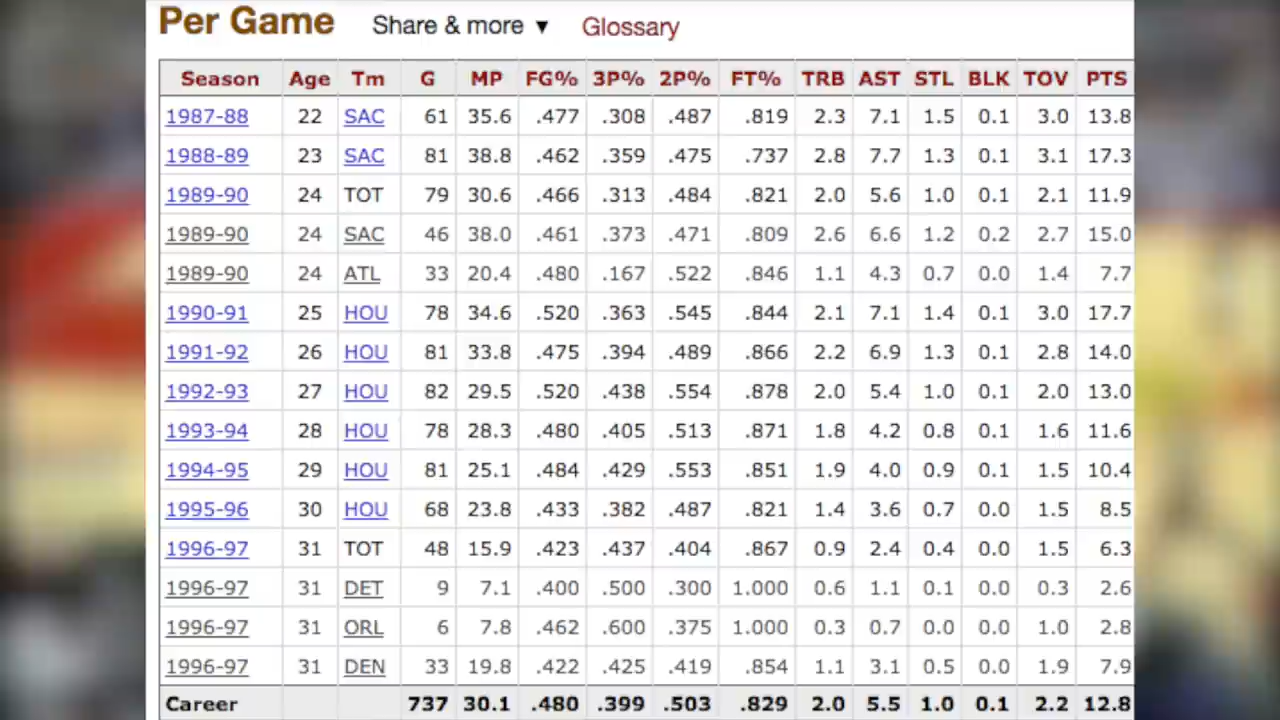 Per Game Share & more ▼ Glossary
Season Age Tm G MP FG% 3P% 2P% FT% TRB AST STL BLK TOV PTS
1987-88 22 SAC 61 35.6 .477 .308 .487 .819 2.3 7.1 1.5 0.1 3.0 13.8
1988-89 23 SAC 81 38.8 .462 .359 .475 .737 2.8 7.7 1.3 0.1 3.1 17.3
1989-90 24 TOT 79 30.6 .466 .313 .484 .821 2.0 5.6 1.0 0.1 2.1 11.9
1989-90 24 SAC 46 38.0 .461 .373 .471 .809 2.6 6.6 1.2 0.2 2.7 15.0
1989-90 24 ATL 33 20.4 .480 .167 .522 .846 1.1 4.3 0.7 0.0 1.4 7.7
1990-91 25 HOU 78 34.6 .520 .363 .545 .844 2.1 7.1 1.4 0.1 3.0 17.7
1991-92 26 HOU 81 33.8 .475 .394 .489 .866 2.2 6.9 1.3 0.1 2.8 14.0
1992-93 27 HOU 82 29.5 .520 .438 .554 .878 2.0 5.4 1.0 0.1 2.0 13.0
1993-94 28 HOU 78 28.3 .480 .405 .513 .871 1.8 4.2 0.8 0.1 1.6 11.6
1994-95 29 HOU 81 25.1 .484 .429 .553 .851 1.9 4.0 0.9 0.1 1.5 10.4
1995-96 30 HOU 68 23.8 .433 .382 .487 .821 1.4 3.6 0.7 0.0 1.5 8.5
1996-97 31 TOT 48 15.9 .423 .437 .404 .867 0.9 2.4 0.4 0.0 1.5 6.3
1996-97 31 DET 9 7.1 .400 .500 .300 1.000 0.6 1.1 0.1 0.0 0.3 2.6
1996-97 31 ORL 6 7.8 .462 .600 .375 1.000 0.3 0.7 0.0 0.0 1.0 2.8
1996-97 31 DEN 33 19.8 .422 .425 .419 .854 1.1 3.1 0.5 0.0 1.9 7.9
Career 737 30.1 .480 .399 .503 .829 2.0 5.5 1.0 0.1 2.2 12.8